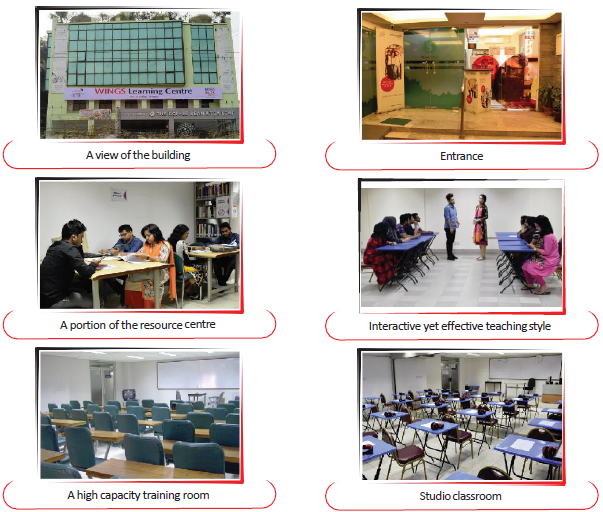 WINGS Learning Centre
A view of the building
Entrance
A portion of the resource centre
Interactive yet effective teaching style
A high capacity training room
Studio classroom